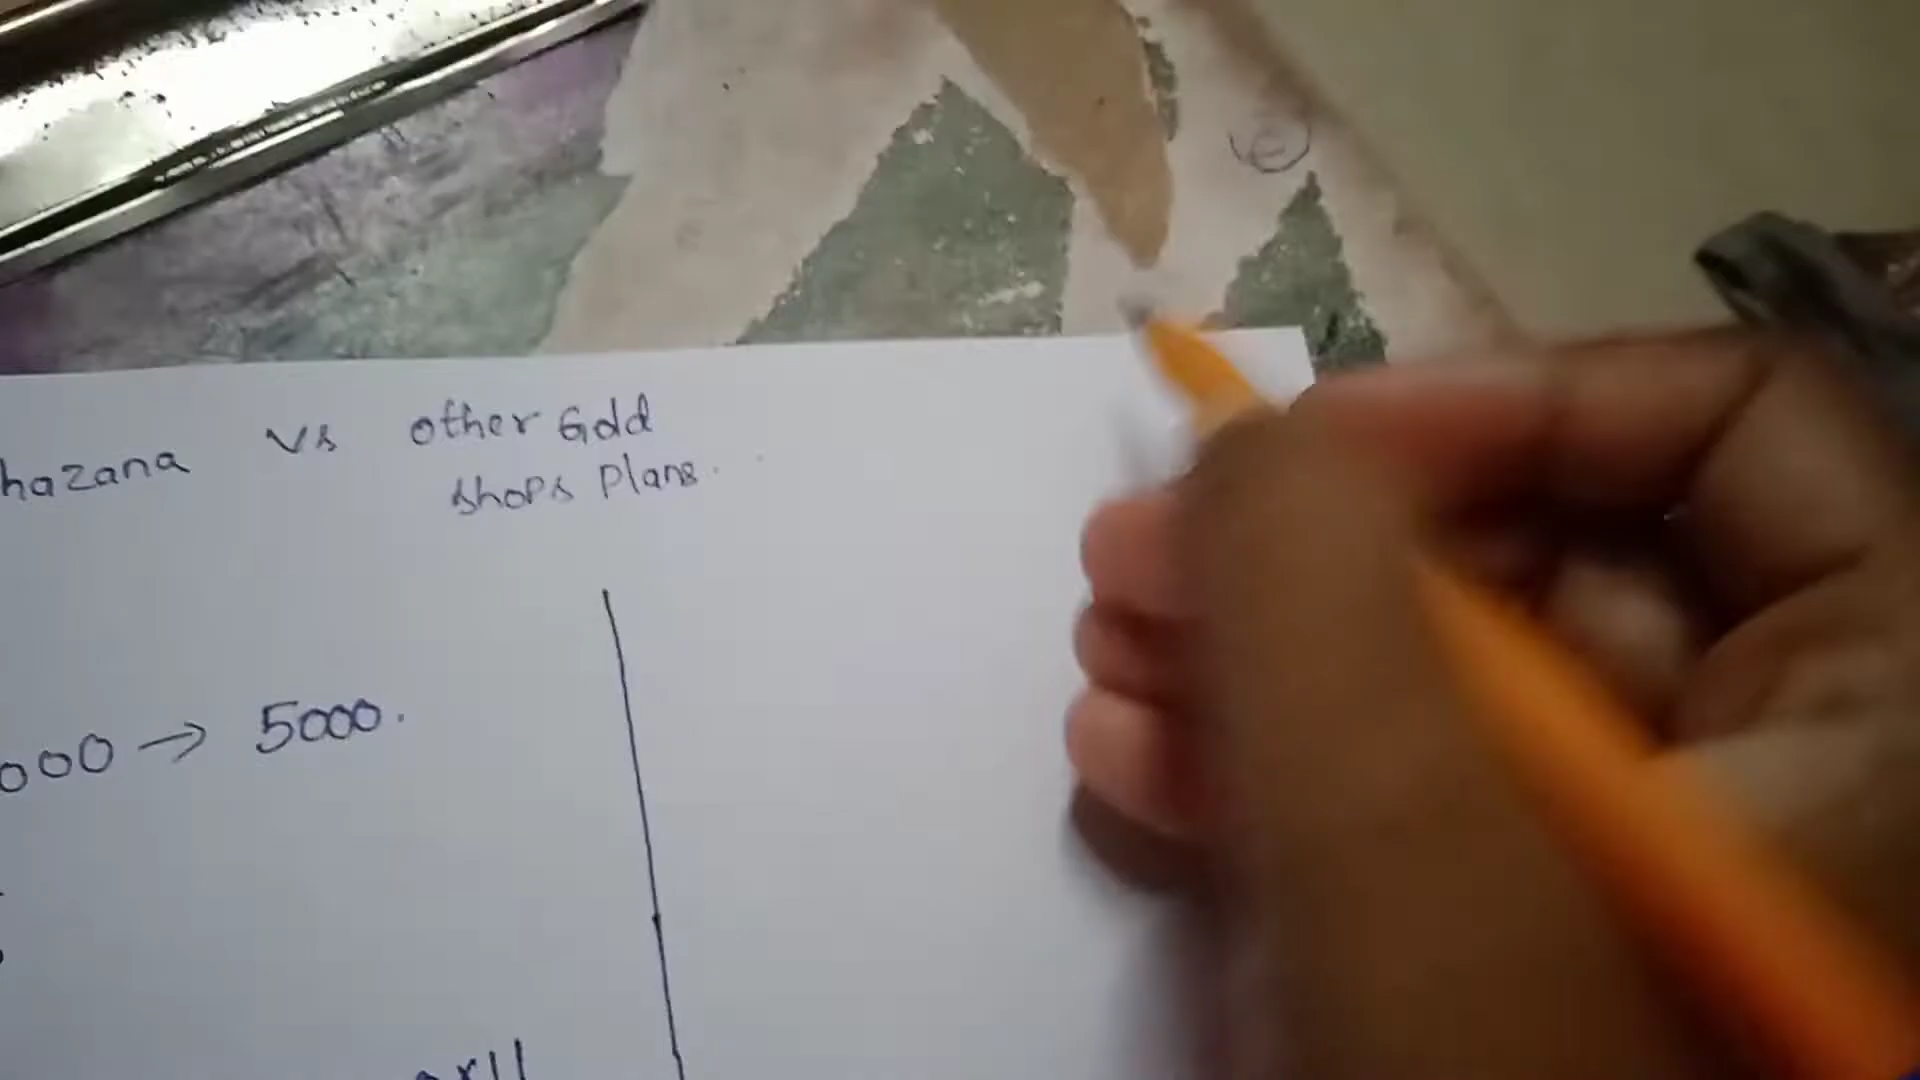 hazana vs other Gold
shops Plans.
000 → 5000.